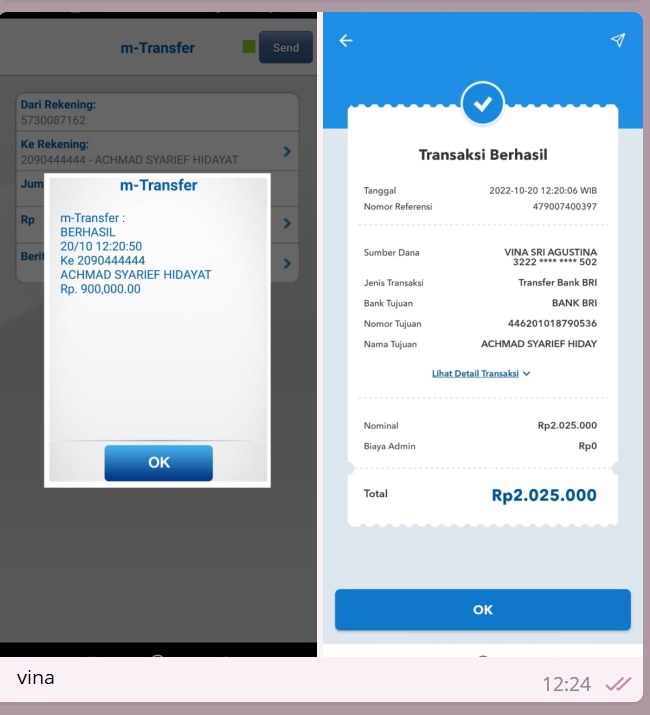 m-Transfer
Send
Dari Rekening:
5730087162
Ke Rekening:
2090444444 - ACHMAD SYARIEF HIDAYAT
Jum
Rp
Berit
m-Transfer
m-Transfer :
BERHASIL
20/10 12:20:50
Ke 2090444444
ACHMAD SYARIEF HIDAYAT
Rp. 900,000.00
OK
Transaksi Berhasil
Tanggal 2022-10-20 12:20:06 WIB
Nomor Referensi 479007400397
Sumber Dana VINA SRI AGUSTINA
3222 **** **** 502
Jenis Transaksi Transfer Bank BRI
Bank Tujuan BANK BRI
Nomor Tujuan 446201018790536
Nama Tujuan ACHMAD SYARIEF HIDAY
Lihat Detail Transaksi
Nominal Rp2.025.000
Biaya Admin Rp0
Total Rp2.025.000
OK
vina
12:24